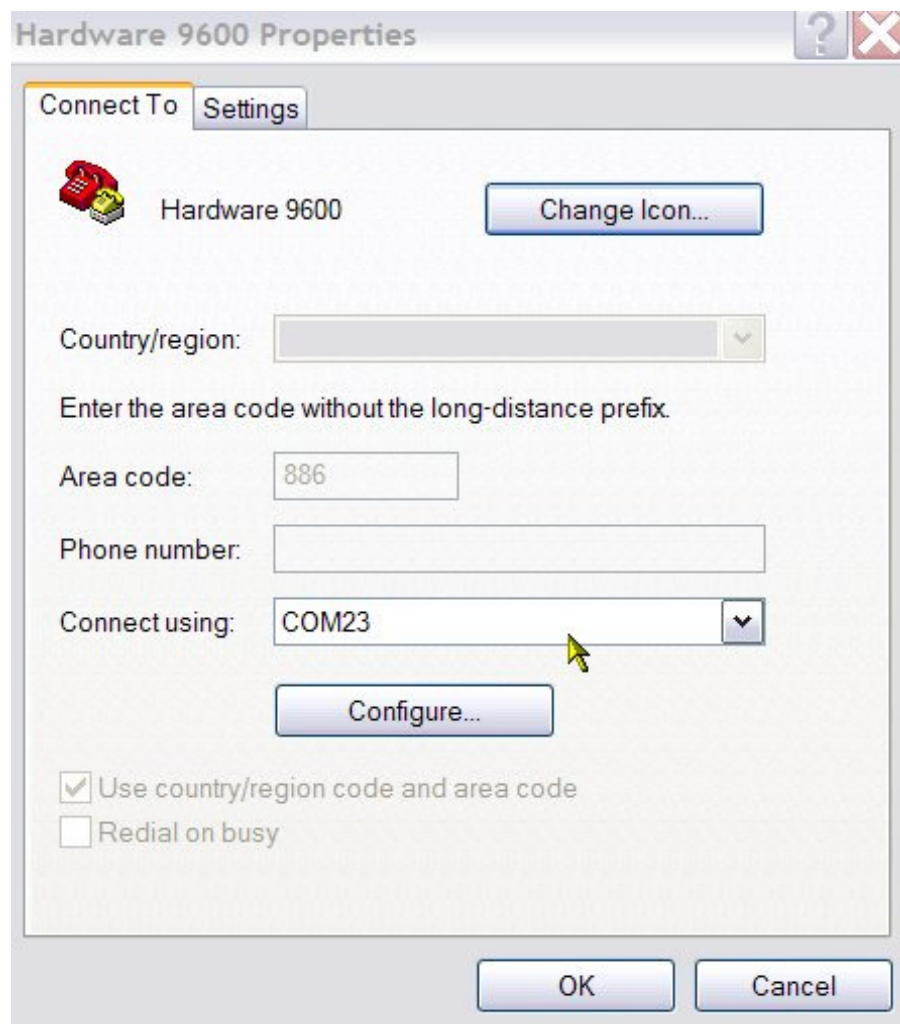 Hardware 9600 Properties
Connect To Settings
Hardware 9600 Change Icon...
Country/region:
Enter the area code without the long-distance prefix.
Area code: 886
Phone number:
Connect using: COM23
Configure...
Use country/region code and area code
Redial on busy
OK Cancel